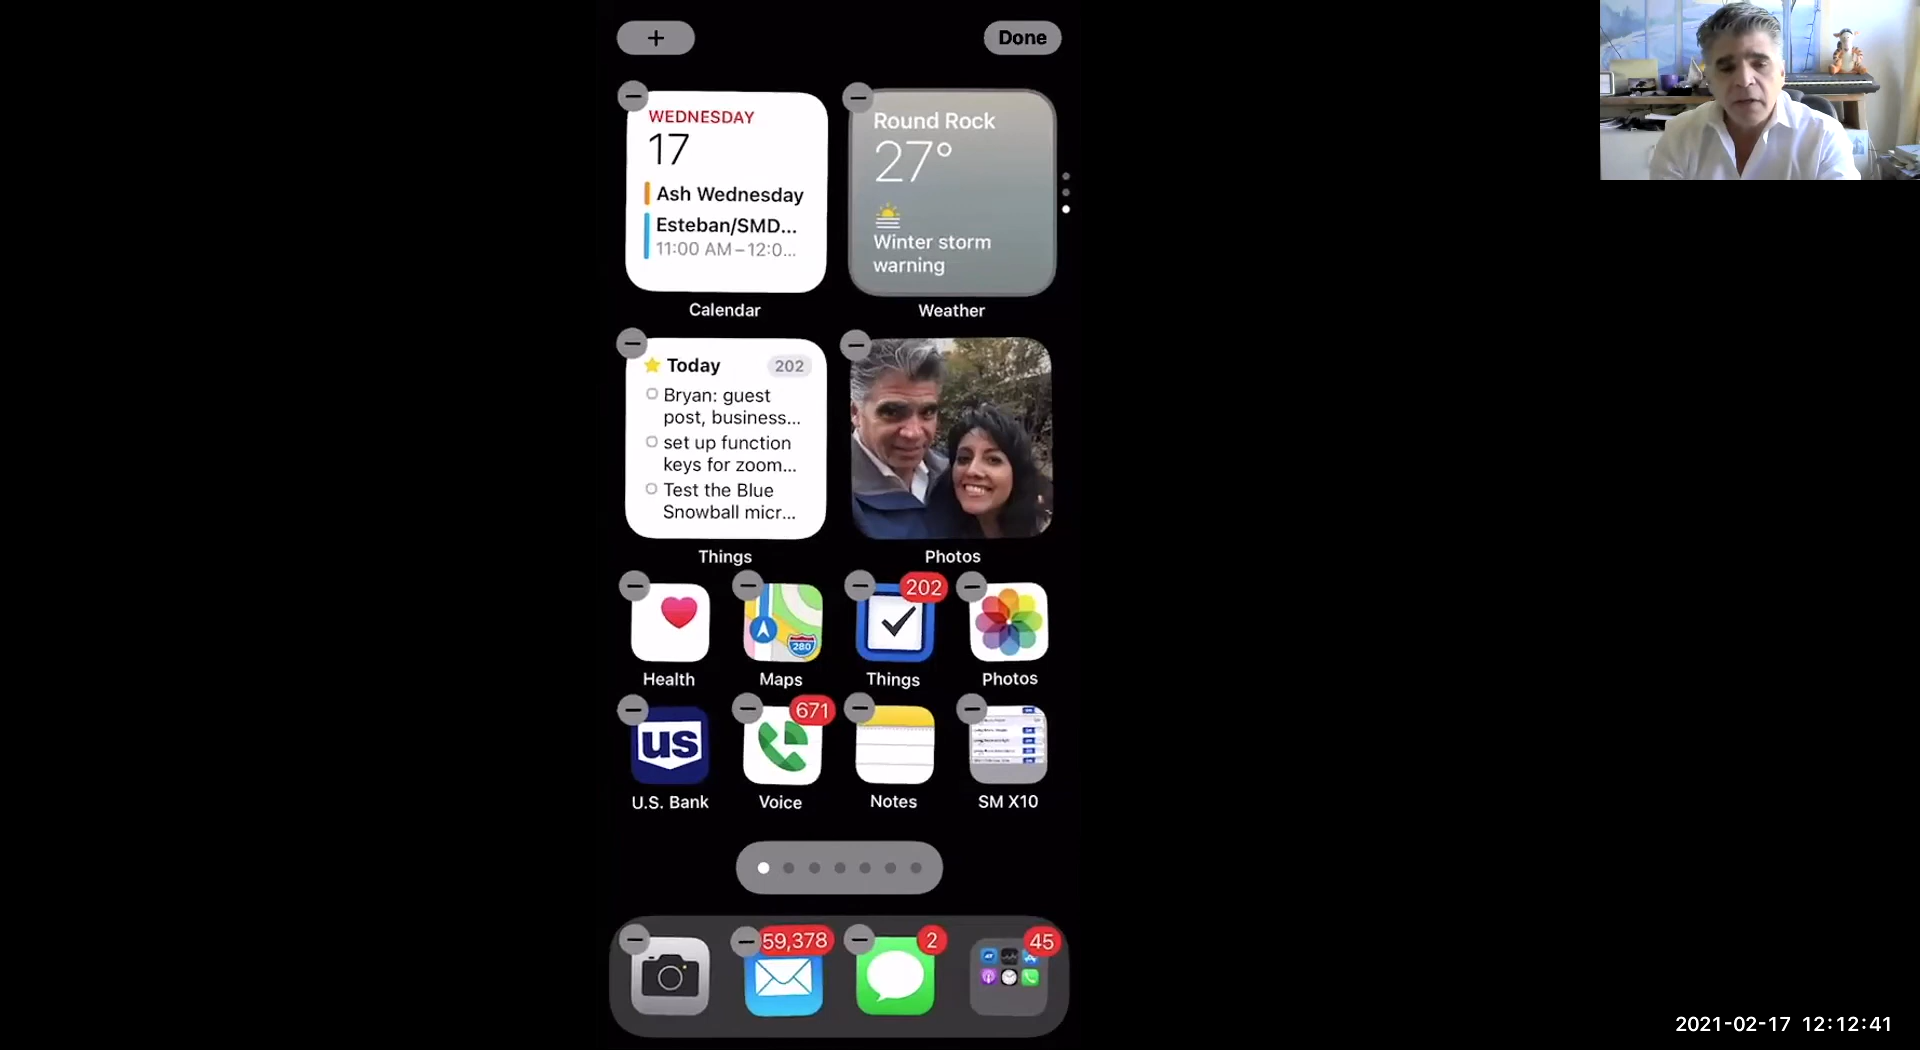 +
Done
WEDNESDAY
17
Ash Wednesday
Esteban/SMD...
11:00 AM–12:0...
Calendar
Round Rock
27°
Winter storm
warning
Weather
Today
202
Bryan: guest
post, business...
set up function
keys for zoom...
Test the Blue
Snowball micr...
Things
Photos
202
280
Health
Maps
Things
Photos
671
us
U.S. Bank
Voice
Notes
SM X10
59,378
2
45
2021-02-17 12:12:41